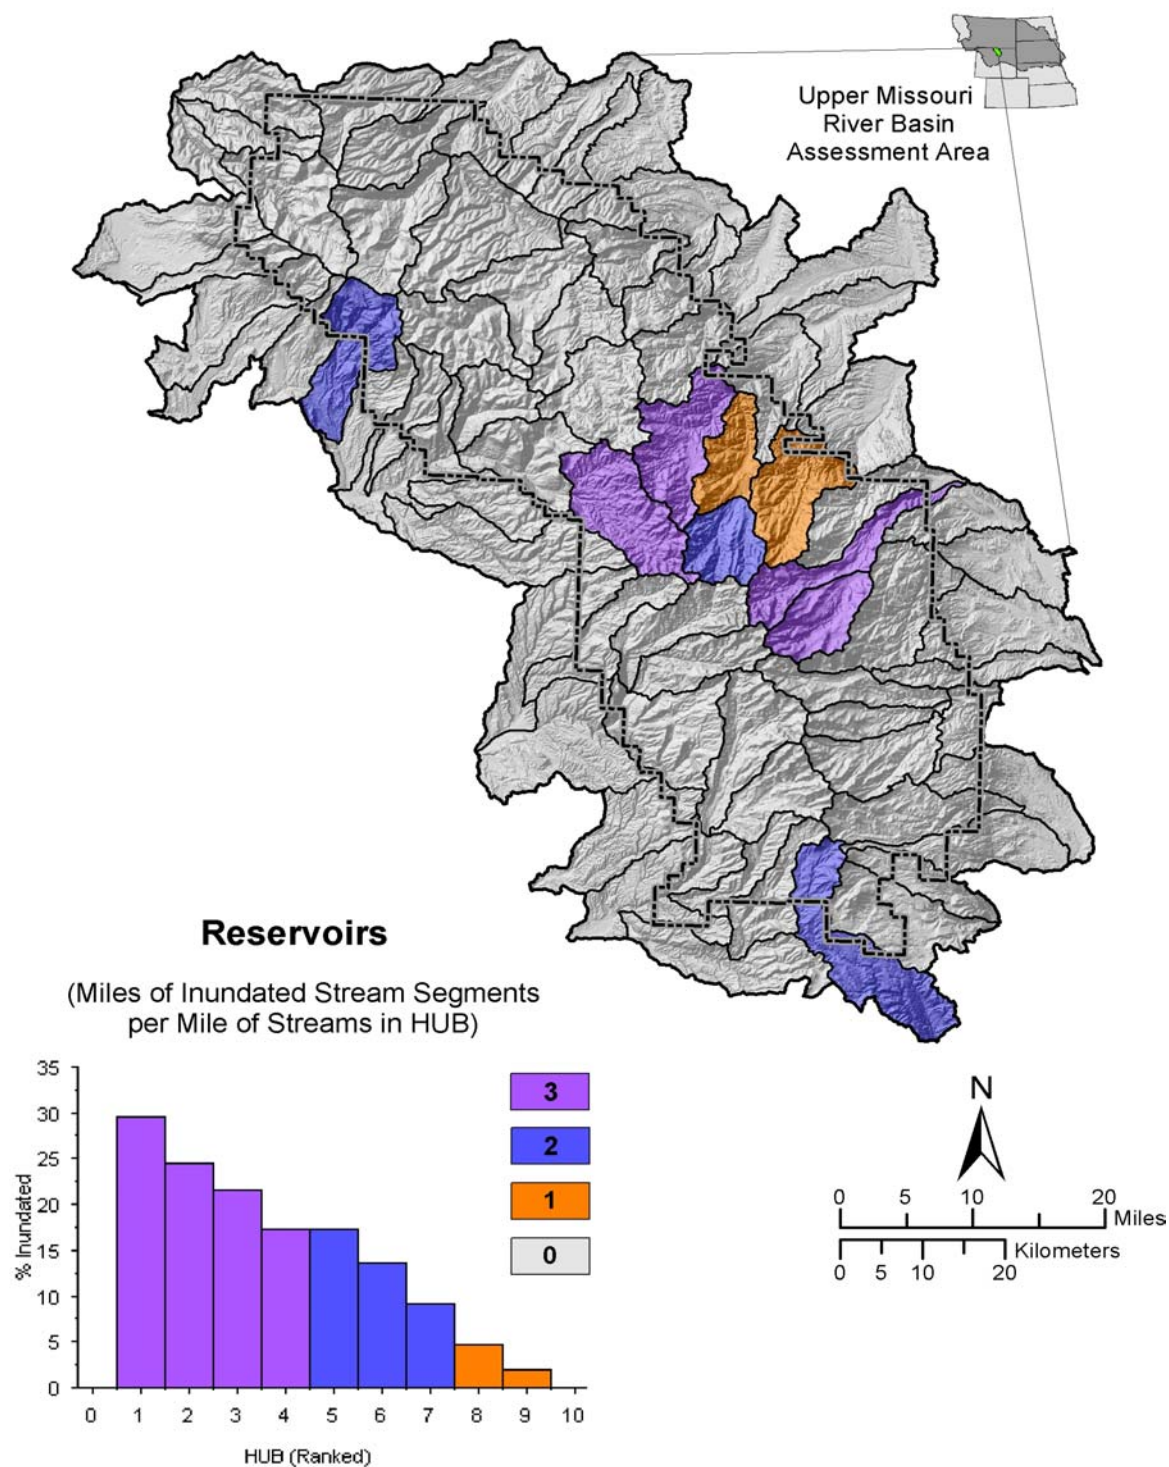 Upper Missouri
River Basin
Assessment Area
Reservoirs
(Miles of Inundated Stream Segments
per Mile of Streams in HUB)
35
30
25
20
15
10
5
0
% Inundated
0 1 2 3 4 5 6 7 8 9 10
HUB (Ranked)
3
2
1
0
N
0 5 10 20
Miles
Kilometers
0 5 10 20